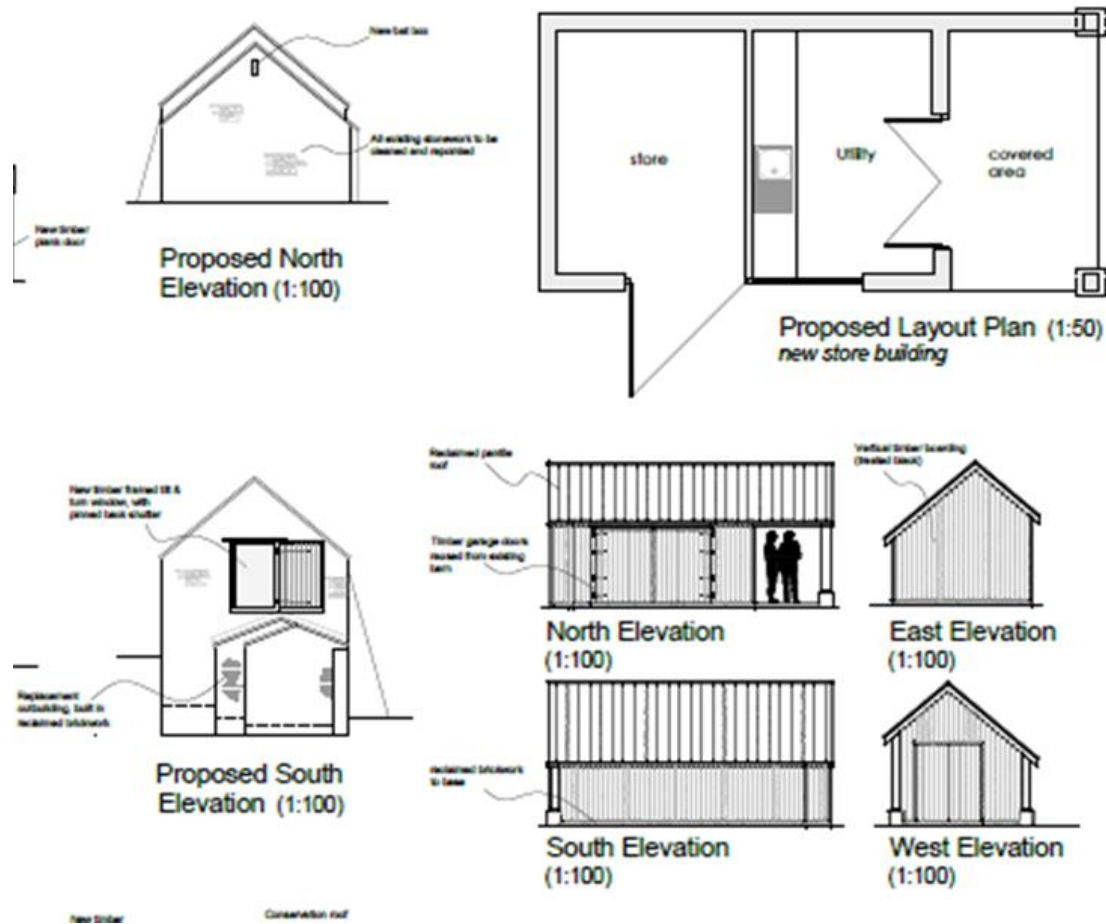 New bat box
All existing stonework to be
cleaned and repointed
New timber
plank door
Proposed North
Elevation (1:100)
store
Utility
covered
area
Proposed Layout Plan (1:50)
new store building
New timber framed tilt &
turn window, with
pinned back shutter
Replacement
outbuilding, built in
reclaimed brickwork
Proposed South
Elevation (1:100)
Reclaimed pantile
roof
Timber garage doors
reused from existing
barn
North Elevation
(1:100)
Vertical timber boarding
(treated black)
East Elevation
(1:100)
reclaimed brickwork
to base
South Elevation
(1:100)
West Elevation
(1:100)
New timber
Conservation roof